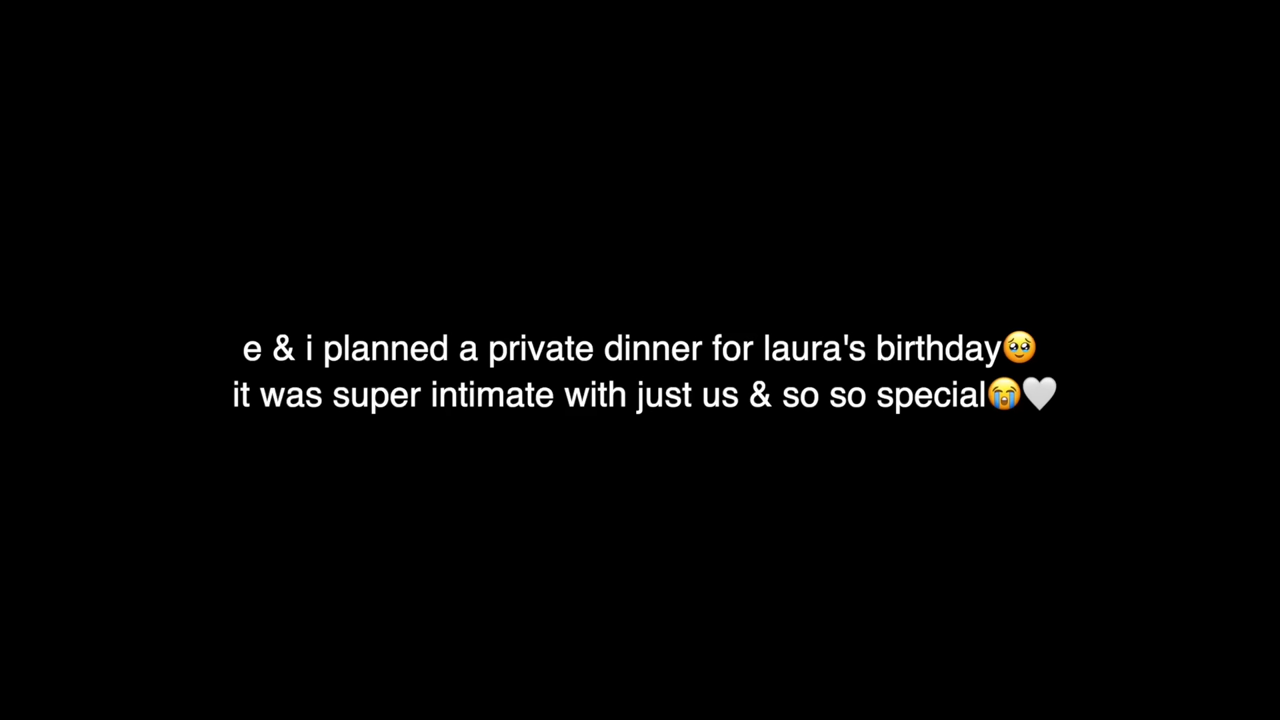 e & i planned a private dinner for laura's birthday🥹
it was super intimate with just us & so so special😭🤍